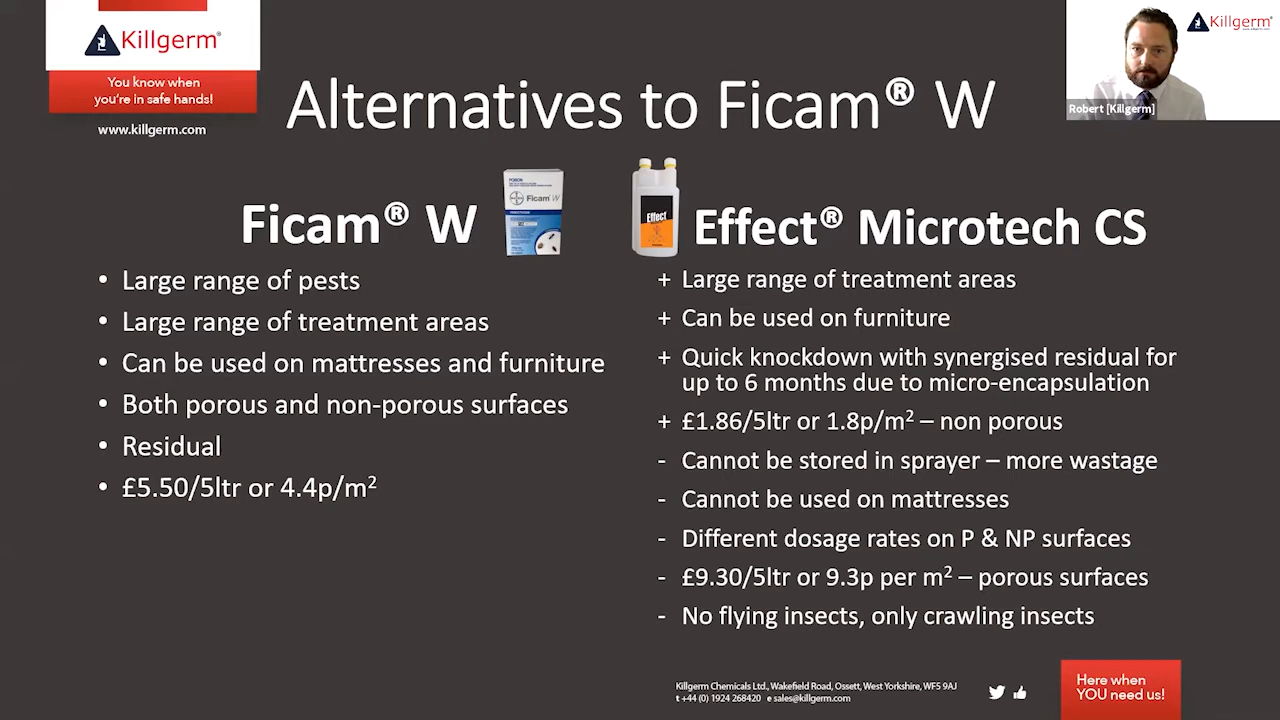 Killgerm®
You know when
you're in safe hands!
www.killgerm.com
Killgerm®
Robert [Killgerm]
Alternatives to Ficam® W
Ficam® W
POISON
Ficam W
Effect
Effect® Microtech CS
• Large range of pests
• Large range of treatment areas
• Can be used on mattresses and furniture
• Both porous and non-porous surfaces
• Residual
• £5.50/5ltr or 4.4p/m²
+ Large range of treatment areas
+ Can be used on furniture
+ Quick knockdown with synergised residual for
up to 6 months due to micro-encapsulation
+ £1.86/5ltr or 1.8p/m² – non porous
- Cannot be stored in sprayer – more wastage
- Cannot be used on mattresses
- Different dosage rates on P & NP surfaces
- £9.30/5ltr or 9.3p per m² – porous surfaces
- No flying insects, only crawling insects
Killgerm Chemicals Ltd., Wakefield Road, Ossett, West Yorkshire, WF5 9AJ
t +44 (0) 1924 268420 e sales@killgerm.com
Here when
YOU need us!